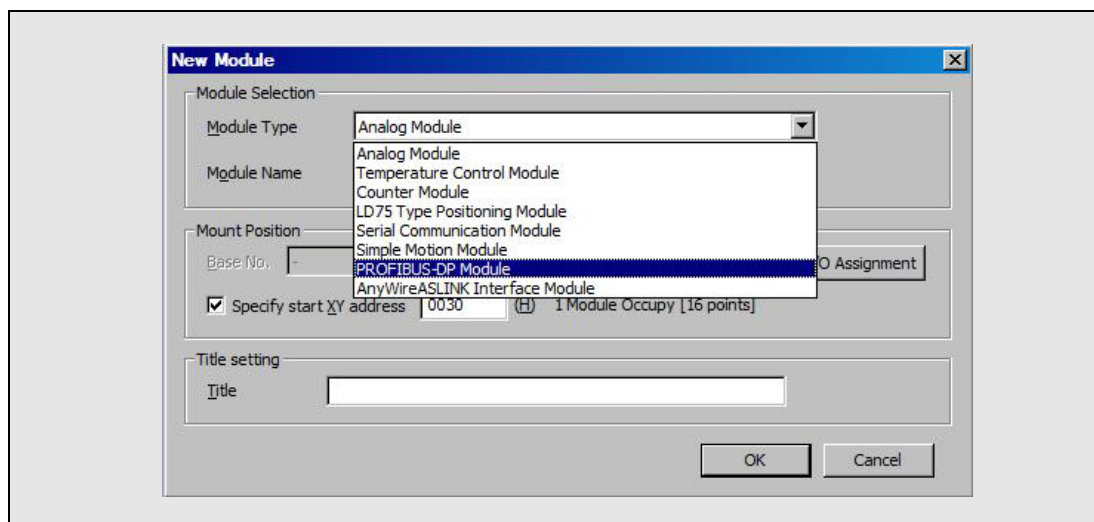 New Module
Module Selection
Module Type
Analog Module
Analog Module
Temperature Control Module
Counter Module
LD75 Type Positioning Module
Serial Communication Module
Simple Motion Module
PROFIBUS-DP Module
AnyWireASLINK Interface Module
Module Name
Mount Position
Base No. -
/O Assignment
Specify start XY address 0030 (H) 1 Module Occupy [16 points]
Title setting
Title
OK Cancel